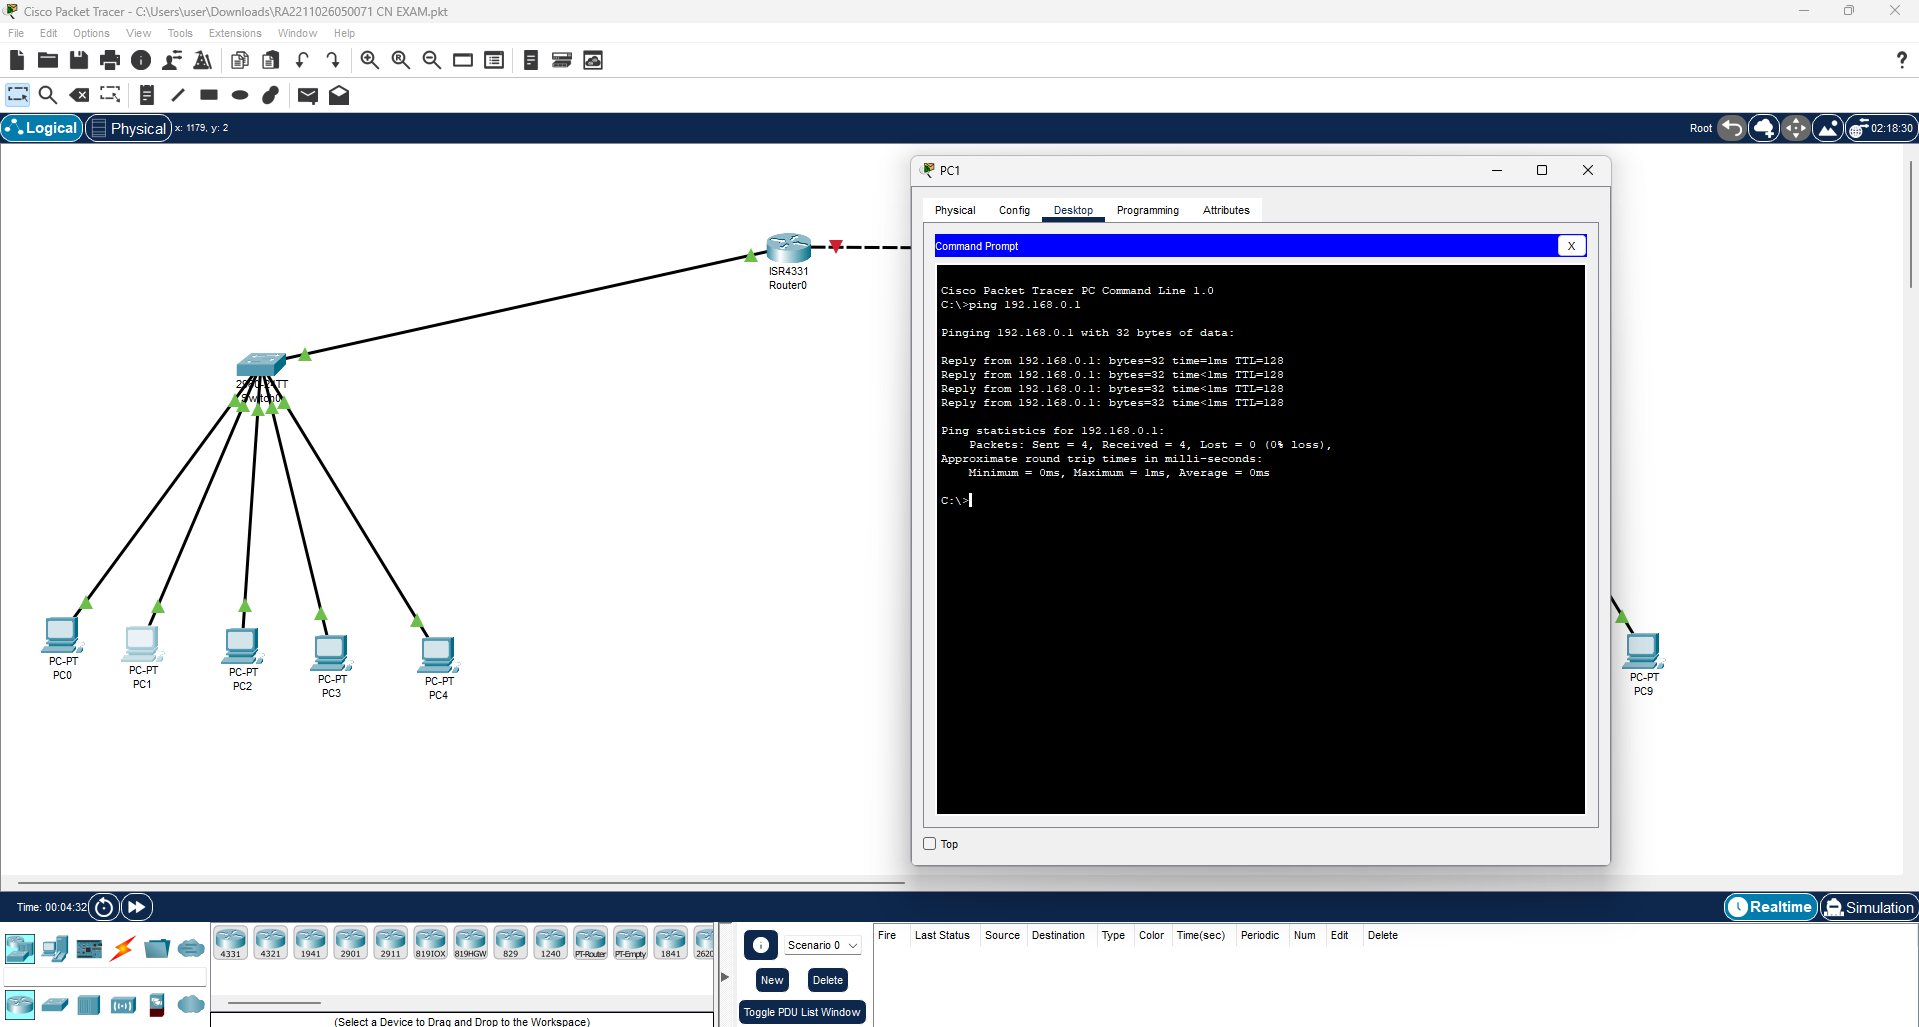 Cisco Packet Tracer - C:\Users\user\Downloads\RA2211026050071 CN EXAM.pkt
File Edit Options View Tools Extensions Window Help
?
Logical Physical x: 1179, y: 2 Root 02:18:30
PC1
Physical Config Desktop Programming Attributes
Command Prompt X
Cisco Packet Tracer PC Command Line 1.0
C:\>ping 192.168.0.1
Pinging 192.168.0.1 with 32 bytes of data:
Reply from 192.168.0.1: bytes=32 time=1ms TTL=128
Reply from 192.168.0.1: bytes=32 time<1ms TTL=128
Reply from 192.168.0.1: bytes=32 time<1ms TTL=128
Reply from 192.168.0.1: bytes=32 time<1ms TTL=128
Ping statistics for 192.168.0.1:
Packets: Sent = 4, Received = 4, Lost = 0 (0% loss),
Approximate round trip times in milli-seconds:
Minimum = 0ms, Maximum = 1ms, Average = 0ms
C:\>
Top
ISR4331
Router0
2960-24TT
Switch0
PC-PT
PC0
PC-PT
PC1
PC-PT
PC2
PC-PT
PC3
PC-PT
PC4
PC-PT
PC9
Time: 00:04:32 Realtime Simulation
4331 4321 1941 2901 2911 819IOX 819HGW 829 1240 PT-Router PT-Empty 1841 2620
(Select a Device to Drag and Drop to the Workspace)
Scenario 0
New Delete
Toggle PDU List Window
Fire Last Status Source Destination Type Color Time(sec) Periodic Num Edit Delete